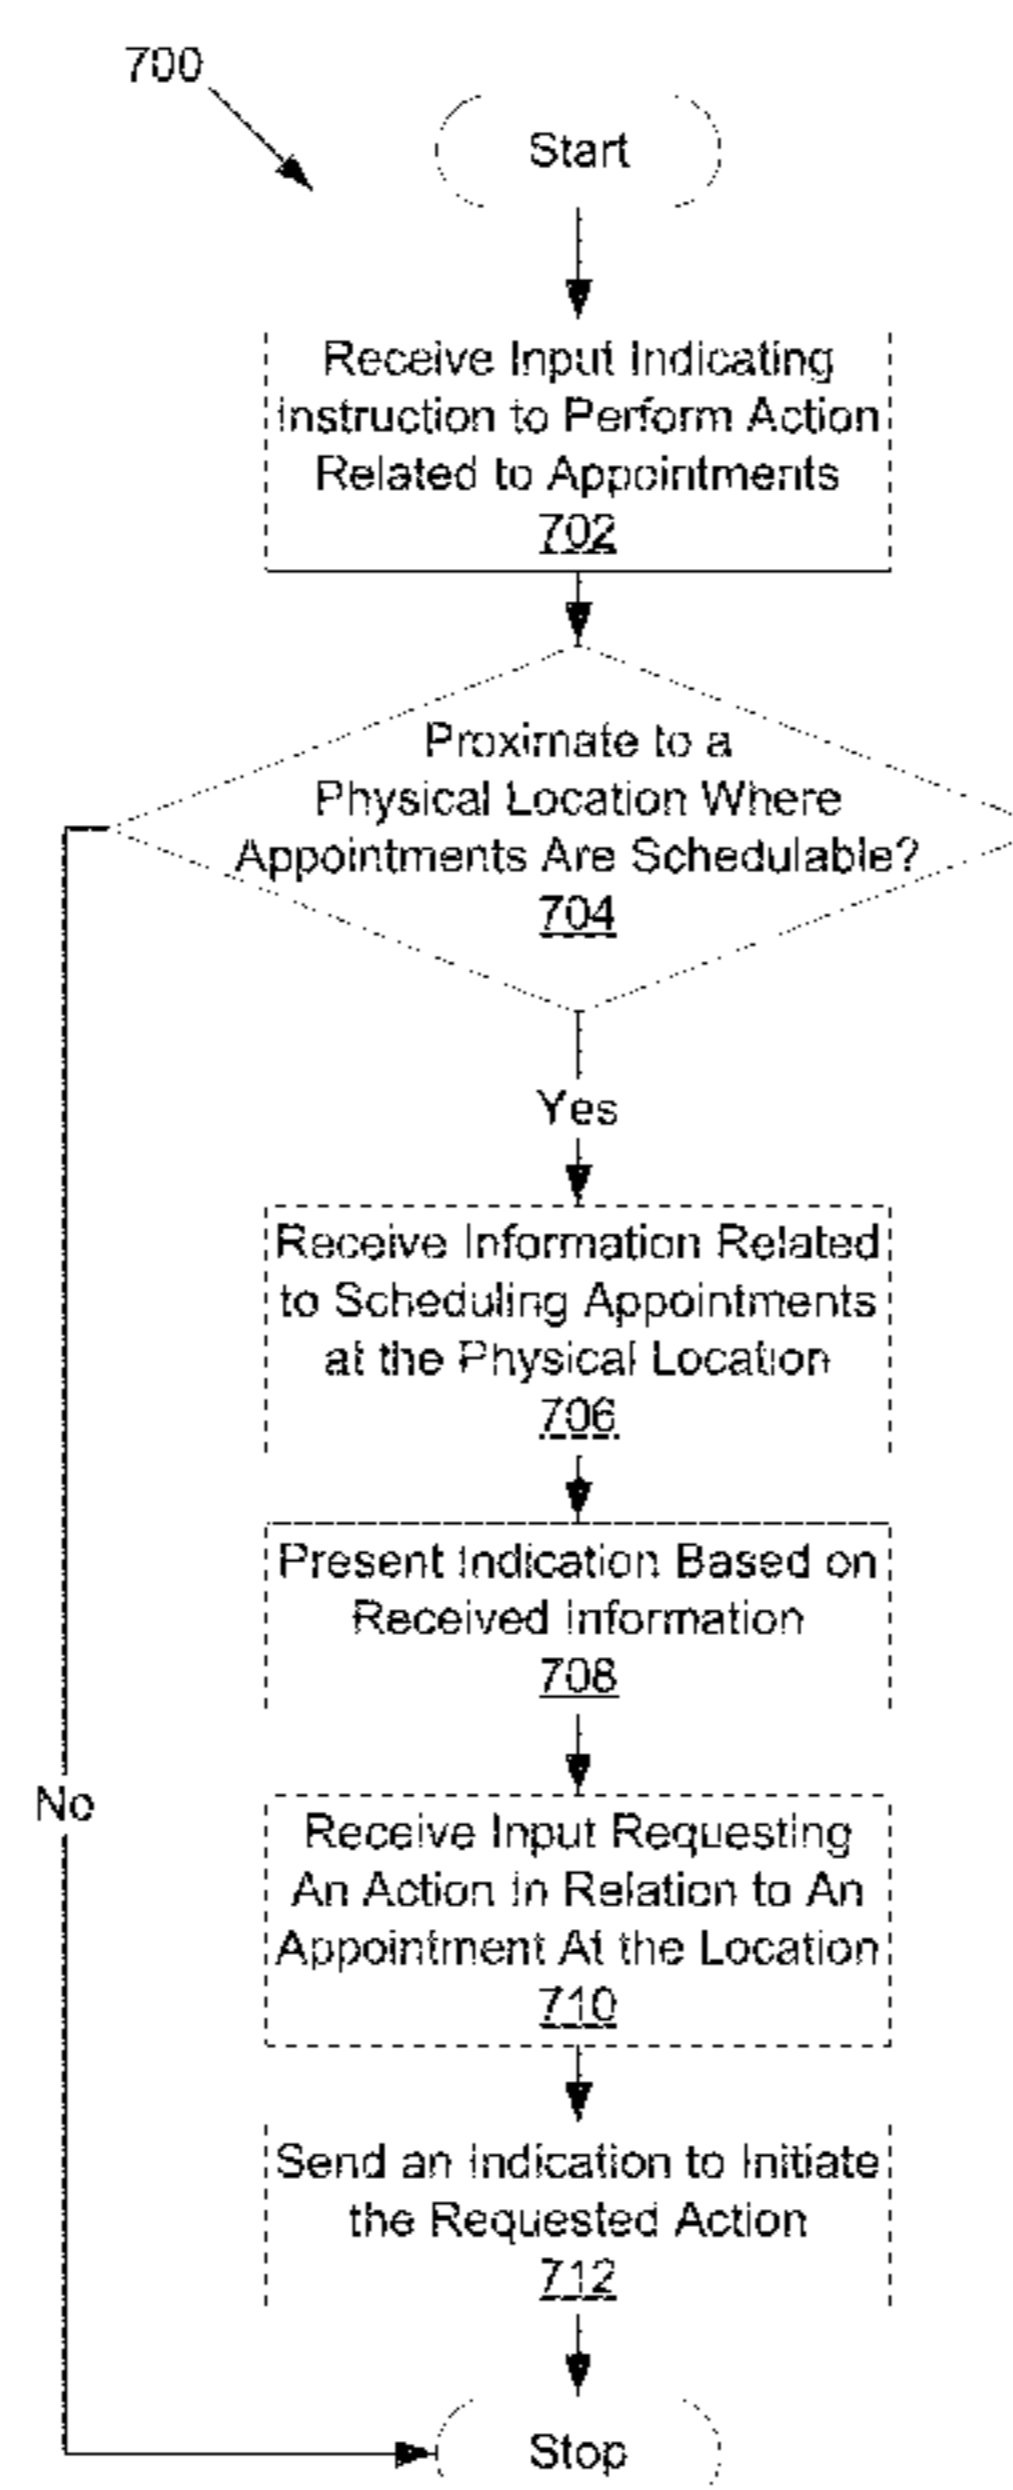 700
Start
Receive Input Indicating
Instruction to Perform Action
Related to Appointments
702
Proximate to a
Physical Location Where
Appointments Are Schedulable?
704
Yes
Receive Information Related
to Scheduling Appointments
at the Physical Location
706
Present Indication Based on
Received Information
708
No
Receive Input Requesting
An Action in Relation to An
Appointment At the Location
710
Send an Indication to Initiate
the Requested Action
712
Stop